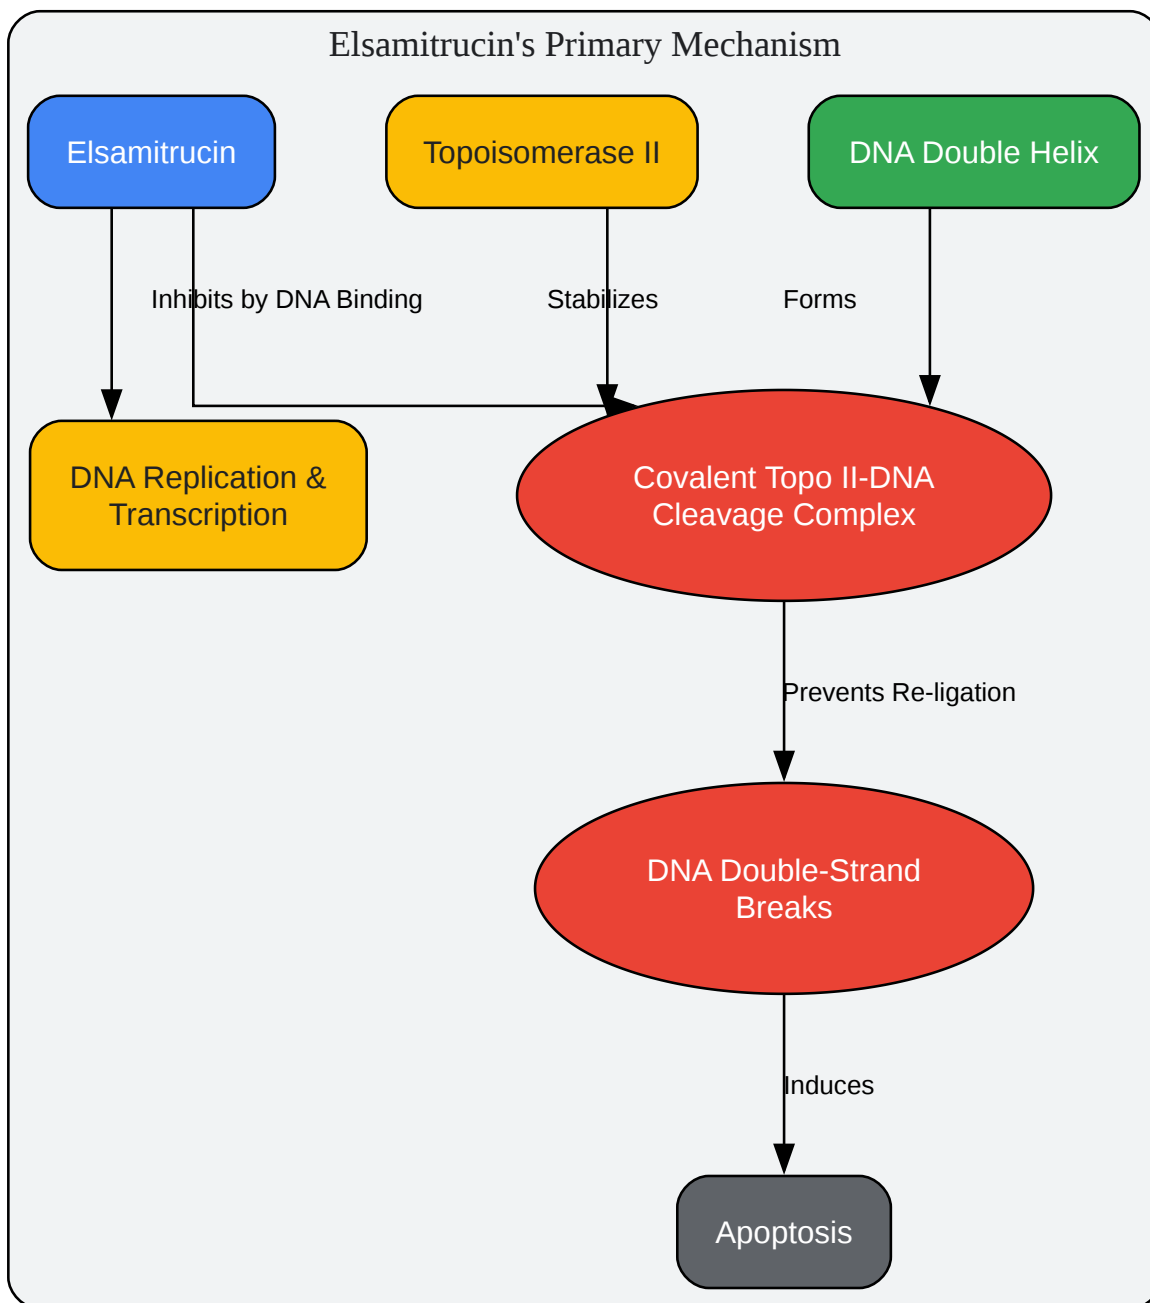 Elsamitrucin's Primary Mechanism
Elsamitrucin
Topoisomerase II
DNA Double Helix
Inhibits by DNA Binding
Stabilizes
Forms
DNA Replication &
Transcription
Covalent Topo II-DNA
Cleavage Complex
Prevents Re-ligation
DNA Double-Strand
Breaks
Induces
Apoptosis